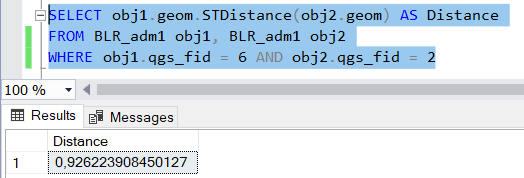 SELECT obj1.geom.STDistance(obj2.geom) AS Distance
FROM BLR_adm1 obj1, BLR_adm1 obj2
WHERE obj1.qgs_fid = 6 AND obj2.qgs_fid = 2
100 %
Results Messages
Distance
1 0,926223908450127